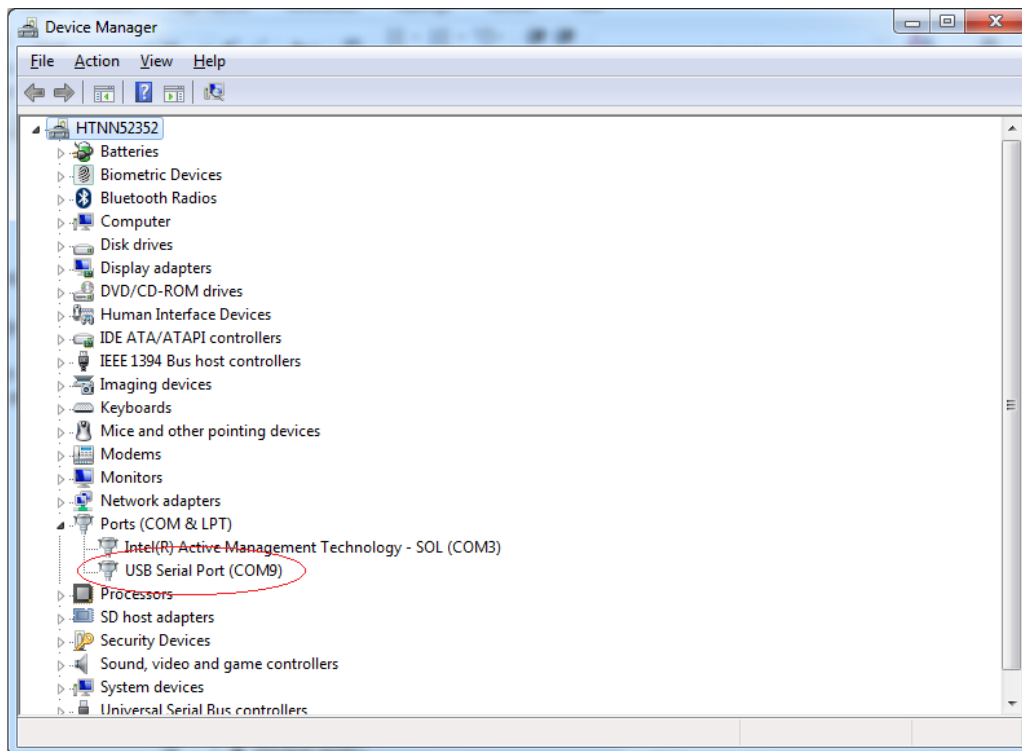 Device Manager
File Action View Help
HTNN52352
Batteries
Biometric Devices
Bluetooth Radios
Computer
Disk drives
Display adapters
DVD/CD-ROM drives
Human Interface Devices
IDE ATA/ATAPI controllers
IEEE 1394 Bus host controllers
Imaging devices
Keyboards
Mice and other pointing devices
Modems
Monitors
Network adapters
Ports (COM & LPT)
Intel(R) Active Management Technology - SOL (COM3)
USB Serial Port (COM9)
Processors
SD host adapters
Security Devices
Sound, video and game controllers
System devices
Universal Serial Bus controllers